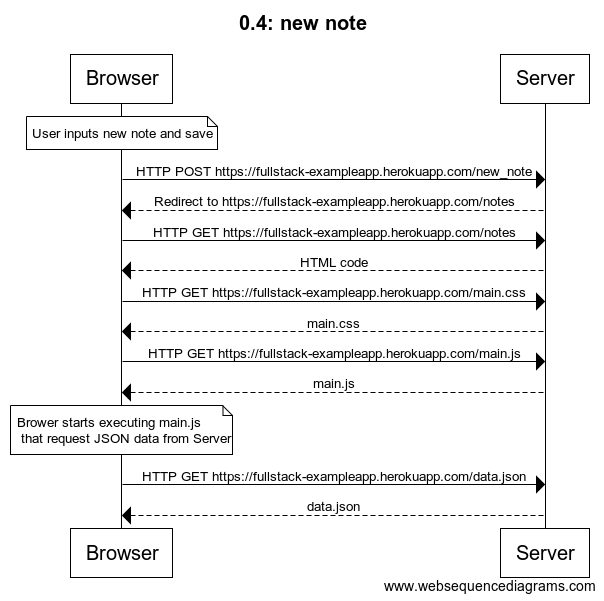 0.4: new note
Browser
Server
User inputs new note and save
HTTP POST https://fullstack-exampleapp.herokuapp.com/new_note
Redirect to https://fullstack-exampleapp.herokuapp.com/notes
HTTP GET https://fullstack-exampleapp.herokuapp.com/notes
HTML code
HTTP GET https://fullstack-exampleapp.herokuapp.com/main.css
main.css
HTTP GET https://fullstack-exampleapp.herokuapp.com/main.js
main.js
Brower starts executing main.js
that request JSON data from Server
HTTP GET https://fullstack-exampleapp.herokuapp.com/data.json
data.json
Browser
Server
www.websequencediagrams.com